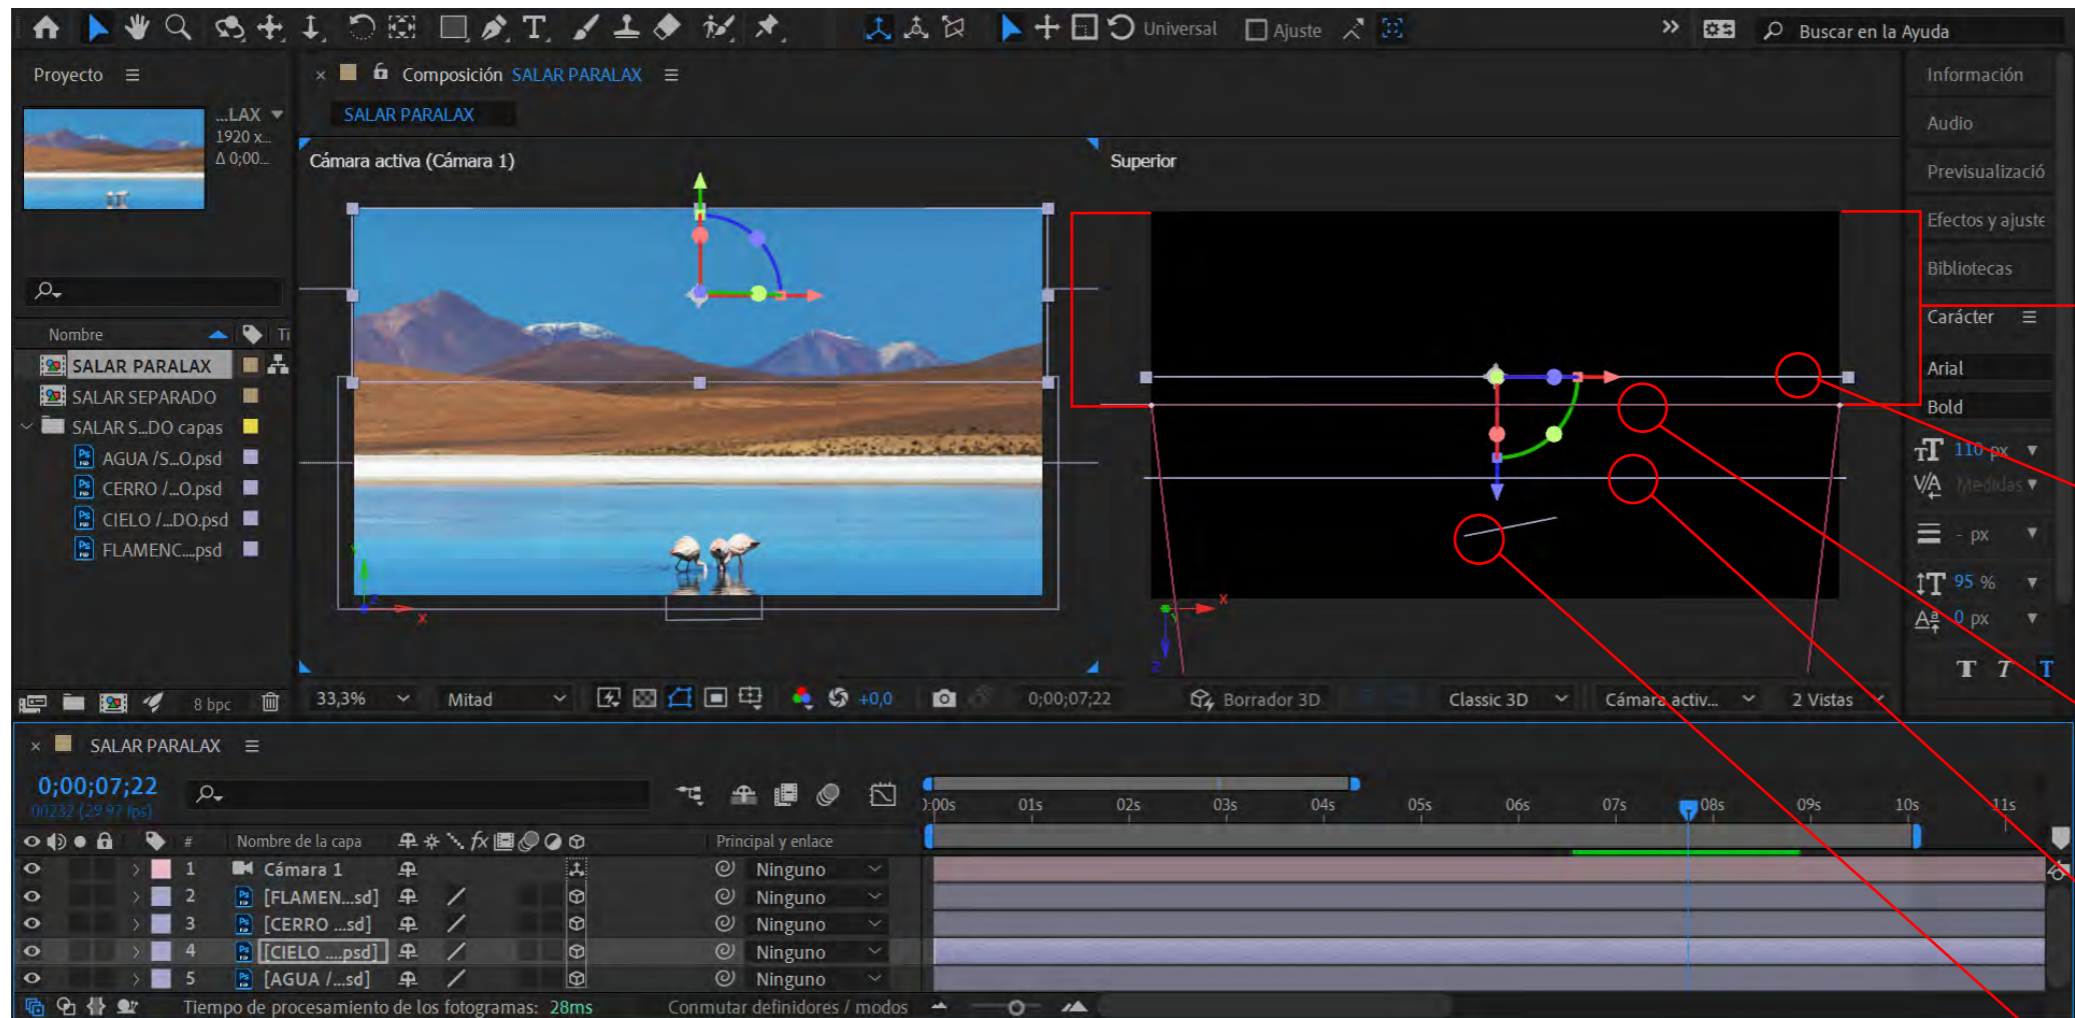 Universal
Ajuste
Buscar en la Ayuda
Proyecto
Composición SALAR PARALAX
Información
...LAX
1920 x...
Δ 0;00...
SALAR PARALAX
Audio
Cámara activa (Cámara 1)
Superior
Previsualizació
Efectos y ajuste
Bibliotecas
Carácter
Nombre
Ti
SALAR PARALAX
Arial
SALAR SEPARADO
Bold
SALAR S...DO capas
AGUA /S...O.psd
110 px
CERRO /...O.psd
Medidas
CIELO /...DO.psd
- px
FLAMENC...psd
95 %
0 px
Y
Z
X
X
Y
Z
T T T
8 bpc
33,3%
Mitad
+0,0
0;00;07;22
Borrador 3D
Classic 3D
Cámara activ...
2 Vistas
SALAR PARALAX
0;00;07;22
00232 (29.97 fps)
):00s 01s 02s 03s 04s 05s 06s 07s 08s 09s 10s 11s
# Nombre de la capa fx Principal y enlace
1 Cámara 1 Ninguno
2 [FLAMEN...sd] Ninguno
3 [CERRO ...sd] Ninguno
4 [CIELO ....psd] Ninguno
5 [AGUA /...sd] Ninguno
Tiempo de procesamiento de los fotogramas: 28ms Conmutar definidores / modos